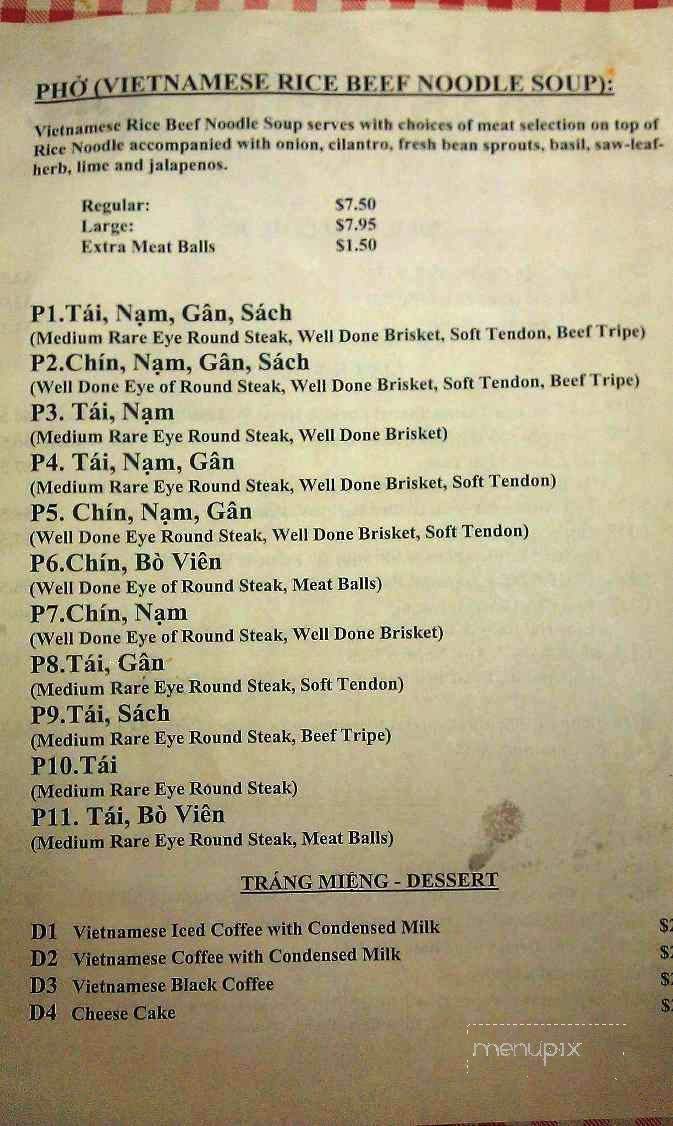 PHỞ (VIETNAMESE RICE BEEF NOODLE SOUP):
Vietnamese Rice Beef Noodle Soup serves with choices of meat selection on top of
Rice Noodle accompanied with onion, cilantro, fresh bean sprouts, basil, saw-leaf-
herb, lime and jalapenos.
Regular: $7.50
Large: $7.95
Extra Meat Balls $1.50
P1.Tái, Nạm, Gân, Sách
(Medium Rare Eye Round Steak, Well Done Brisket, Soft Tendon, Beef Tripe)
P2.Chín, Nạm, Gân, Sách
(Well Done Eye of Round Steak, Well Done Brisket, Soft Tendon, Beef Tripe)
P3. Tái, Nạm
(Medium Rare Eye Round Steak, Well Done Brisket)
P4. Tái, Nạm, Gân
(Medium Rare Eye Round Steak, Well Done Brisket, Soft Tendon)
P5. Chín, Nạm, Gân
(Well Done Eye Round Steak, Well Done Brisket, Soft Tendon)
P6.Chín, Bò Viên
(Well Done Eye of Round Steak, Meat Balls)
P7.Chín, Nạm
(Well Done Eye of Round Steak, Well Done Brisket)
P8.Tái, Gân
(Medium Rare Eye Round Steak, Soft Tendon)
P9.Tái, Sách
(Medium Rare Eye Round Steak, Beef Tripe)
P10.Tái
(Medium Rare Eye Round Steak)
P11. Tái, Bò Viên
(Medium Rare Eye Round Steak, Meat Balls)
TRÁNG MIỆNG - DESSERT
D1 Vietnamese Iced Coffee with Condensed Milk
D2 Vietnamese Coffee with Condensed Milk
D3 Vietnamese Black Coffee
D4 Cheese Cake
menupix